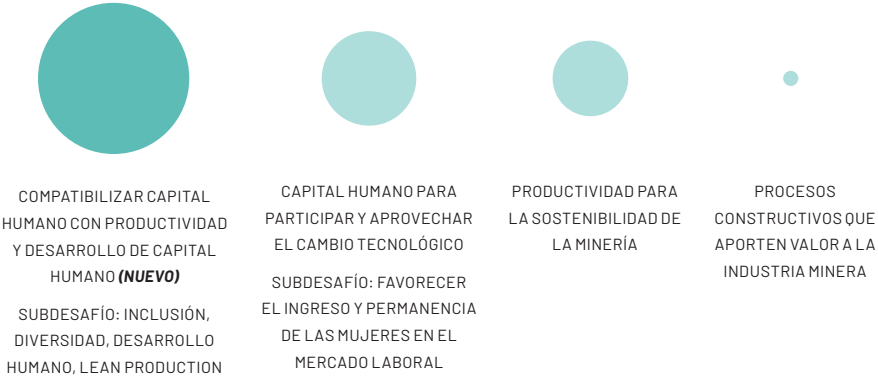 COMPATIBILIZAR CAPITAL
HUMANO CON PRODUCTIVIDAD
Y DESARROLLO DE CAPITAL
HUMANO (NUEVO)
SUBDESAFÍO: INCLUSIÓN,
DIVERSIDAD, DESARROLLO
HUMANO, LEAN PRODUCTION
CAPITAL HUMANO PARA
PARTICIPAR Y APROVECHAR
EL CAMBIO TECNOLÓGICO
SUBDESAFÍO: FAVORECER
EL INGRESO Y PERMANENCIA
DE LAS MUJERES EN EL
MERCADO LABORAL
PRODUCTIVIDAD PARA
LA SOSTENIBILIDAD DE
LA MINERÍA
PROCESOS
CONSTRUCTIVOS QUE
APORTEN VALOR A LA
INDUSTRIA MINERA